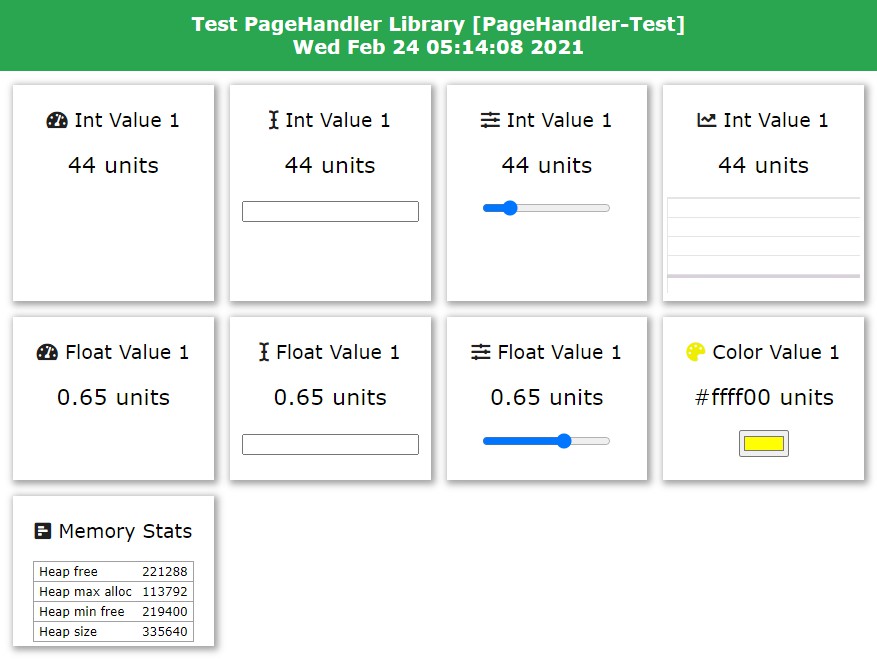 Test PageHandler Library [PageHandler-Test]
Wed Feb 24 05:14:08 2021
Int Value 1
44 units
Int Value 1
44 units
Int Value 1
44 units
Int Value 1
44 units
Float Value 1
0.65 units
Float Value 1
0.65 units
Float Value 1
0.65 units
Color Value 1
#ffff00 units
Memory Stats
Heap free 221288
Heap max alloc 113792
Heap min free 219400
Heap size 335640